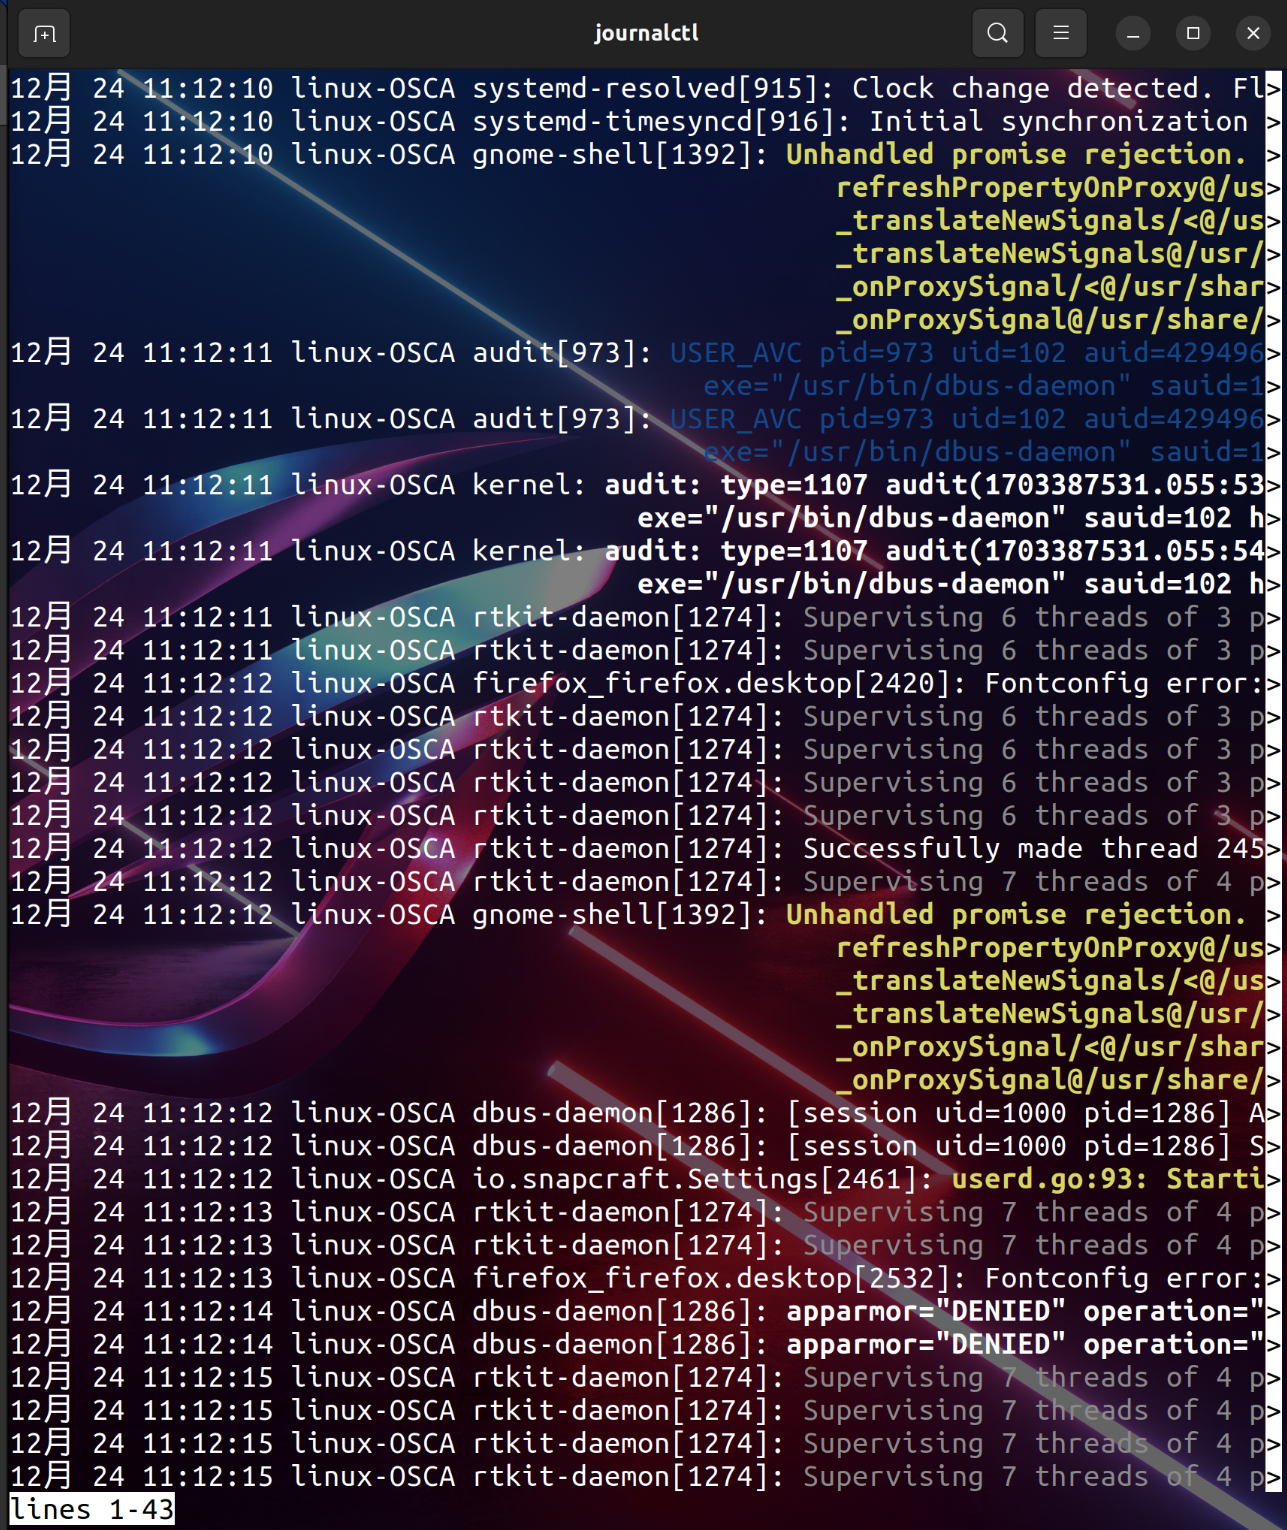 journalctl
12月 24 11:12:10 linux-OSCA systemd-resolved[915]: Clock change detected. Fl>
12月 24 11:12:10 linux-OSCA systemd-timesyncd[916]: Initial synchronization >
12月 24 11:12:10 linux-OSCA gnome-shell[1392]: Unhandled promise rejection. >
refreshPropertyOnProxy@/us>
_translateNewSignals/<@/us>
_translateNewSignals@/usr/>
_onProxySignal/<@/usr/shar>
_onProxySignal@/usr/share/>
12月 24 11:12:11 linux-OSCA audit[973]: USER_AVC pid=973 uid=102 auid=429496>
exe="/usr/bin/dbus-daemon" sauid=1>
12月 24 11:12:11 linux-OSCA audit[973]: USER_AVC pid=973 uid=102 auid=429496>
exe="/usr/bin/dbus-daemon" sauid=1>
12月 24 11:12:11 linux-OSCA kernel: audit: type=1107 audit(1703387531.055:53>
exe="/usr/bin/dbus-daemon" sauid=102 h>
12月 24 11:12:11 linux-OSCA kernel: audit: type=1107 audit(1703387531.055:54>
exe="/usr/bin/dbus-daemon" sauid=102 h>
12月 24 11:12:11 linux-OSCA rtkit-daemon[1274]: Supervising 6 threads of 3 p>
12月 24 11:12:11 linux-OSCA rtkit-daemon[1274]: Supervising 6 threads of 3 p>
12月 24 11:12:12 linux-OSCA firefox_firefox.desktop[2420]: Fontconfig error:>
12月 24 11:12:12 linux-OSCA rtkit-daemon[1274]: Supervising 6 threads of 3 p>
12月 24 11:12:12 linux-OSCA rtkit-daemon[1274]: Supervising 6 threads of 3 p>
12月 24 11:12:12 linux-OSCA rtkit-daemon[1274]: Supervising 6 threads of 3 p>
12月 24 11:12:12 linux-OSCA rtkit-daemon[1274]: Supervising 6 threads of 3 p>
12月 24 11:12:12 linux-OSCA rtkit-daemon[1274]: Successfully made thread 245>
12月 24 11:12:12 linux-OSCA rtkit-daemon[1274]: Supervising 7 threads of 4 p>
12月 24 11:12:12 linux-OSCA gnome-shell[1392]: Unhandled promise rejection. >
refreshPropertyOnProxy@/us>
_translateNewSignals/<@/us>
_translateNewSignals@/usr/>
_onProxySignal/<@/usr/shar>
_onProxySignal@/usr/share/>
12月 24 11:12:12 linux-OSCA dbus-daemon[1286]: [session uid=1000 pid=1286] A>
12月 24 11:12:12 linux-OSCA dbus-daemon[1286]: [session uid=1000 pid=1286] S>
12月 24 11:12:12 linux-OSCA io.snapcraft.Settings[2461]: userd.go:93: Starti>
12月 24 11:12:13 linux-OSCA rtkit-daemon[1274]: Supervising 7 threads of 4 p>
12月 24 11:12:13 linux-OSCA rtkit-daemon[1274]: Supervising 7 threads of 4 p>
12月 24 11:12:13 linux-OSCA firefox_firefox.desktop[2532]: Fontconfig error:>
12月 24 11:12:14 linux-OSCA dbus-daemon[1286]: apparmor="DENIED" operation=">
12月 24 11:12:14 linux-OSCA dbus-daemon[1286]: apparmor="DENIED" operation=">
12月 24 11:12:15 linux-OSCA rtkit-daemon[1274]: Supervising 7 threads of 4 p>
12月 24 11:12:15 linux-OSCA rtkit-daemon[1274]: Supervising 7 threads of 4 p>
12月 24 11:12:15 linux-OSCA rtkit-daemon[1274]: Supervising 7 threads of 4 p>
12月 24 11:12:15 linux-OSCA rtkit-daemon[1274]: Supervising 7 threads of 4 p>
lines 1-43